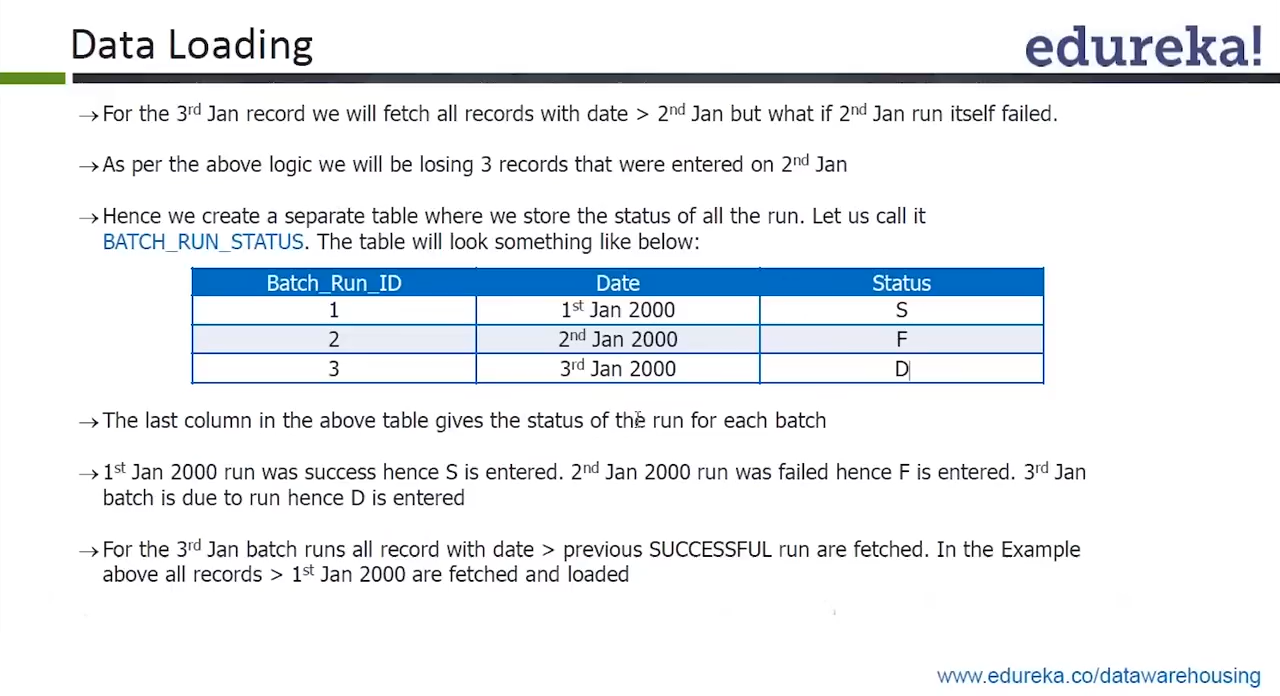 Data Loading
edureka!
→For the 3rd Jan record we will fetch all records with date > 2nd Jan but what if 2nd Jan run itself failed.
→As per the above logic we will be losing 3 records that were entered on 2nd Jan
→Hence we create a separate table where we store the status of all the run. Let us call it
BATCH_RUN_STATUS. The table will look something like below:
Batch_Run_ID Date Status
1 1st Jan 2000 S
2 2nd Jan 2000 F
3 3rd Jan 2000 D
→The last column in the above table gives the status of the run for each batch
→1st Jan 2000 run was success hence S is entered. 2nd Jan 2000 run was failed hence F is entered. 3rd Jan
batch is due to run hence D is entered
→For the 3rd Jan batch runs all record with date > previous SUCCESSFUL run are fetched. In the Example
above all records > 1st Jan 2000 are fetched and loaded
www.edureka.co/datawarehousing